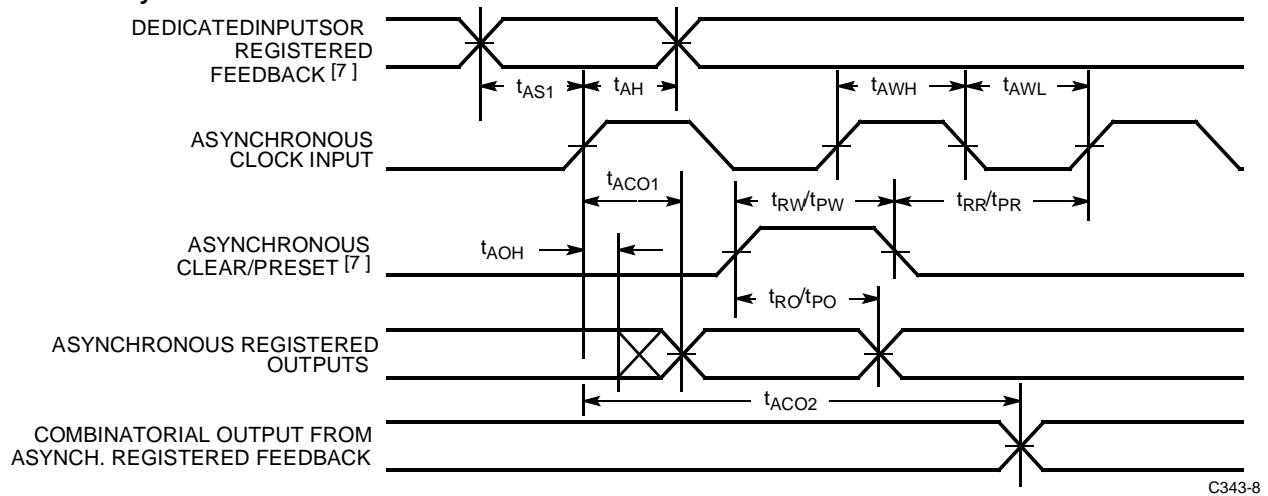 DEDICATEDINPUTSOR
REGISTERED
FEEDBACK [7 ]
tAS1
tAH
tAWH
tAWL
ASYNCHRONOUS
CLOCK INPUT
tACO1
tRW/tPW
tRR/tPR
ASYNCHRONOUS
CLEAR/PRESET [7 ]
tAOH
tRO/tPO
ASYNCHRONOUS REGISTERED
OUTPUTS
tACO2
COMBINATORIAL OUTPUT FROM
ASYNCH. REGISTERED FEEDBACK
C343-8